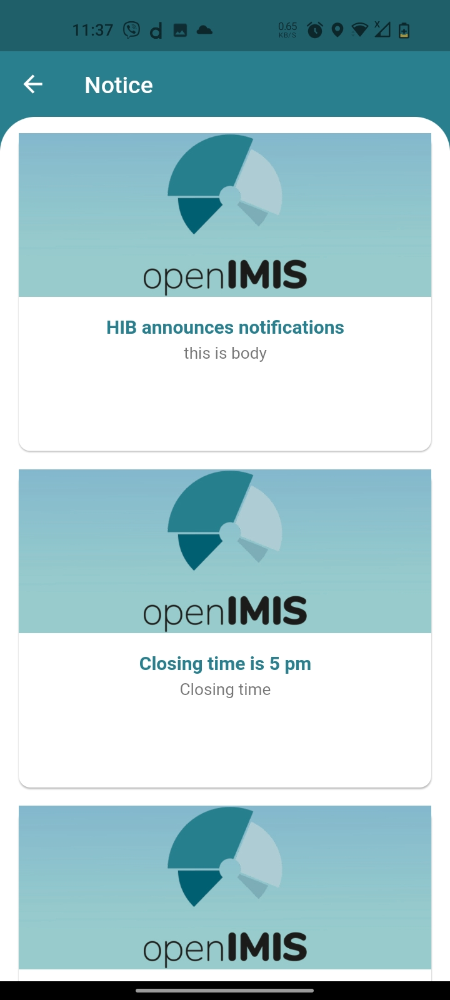 11:37
0.65
KB/S
Notice
openIMIS
HIB announces notifications
this is body
openIMIS
Closing time is 5 pm
Closing time
openIMIS